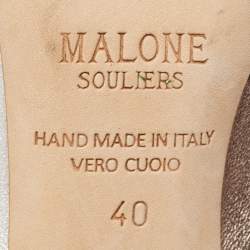 MALONE
SOULIERS
HAND MADE IN ITALY
VERO CUOIO
40